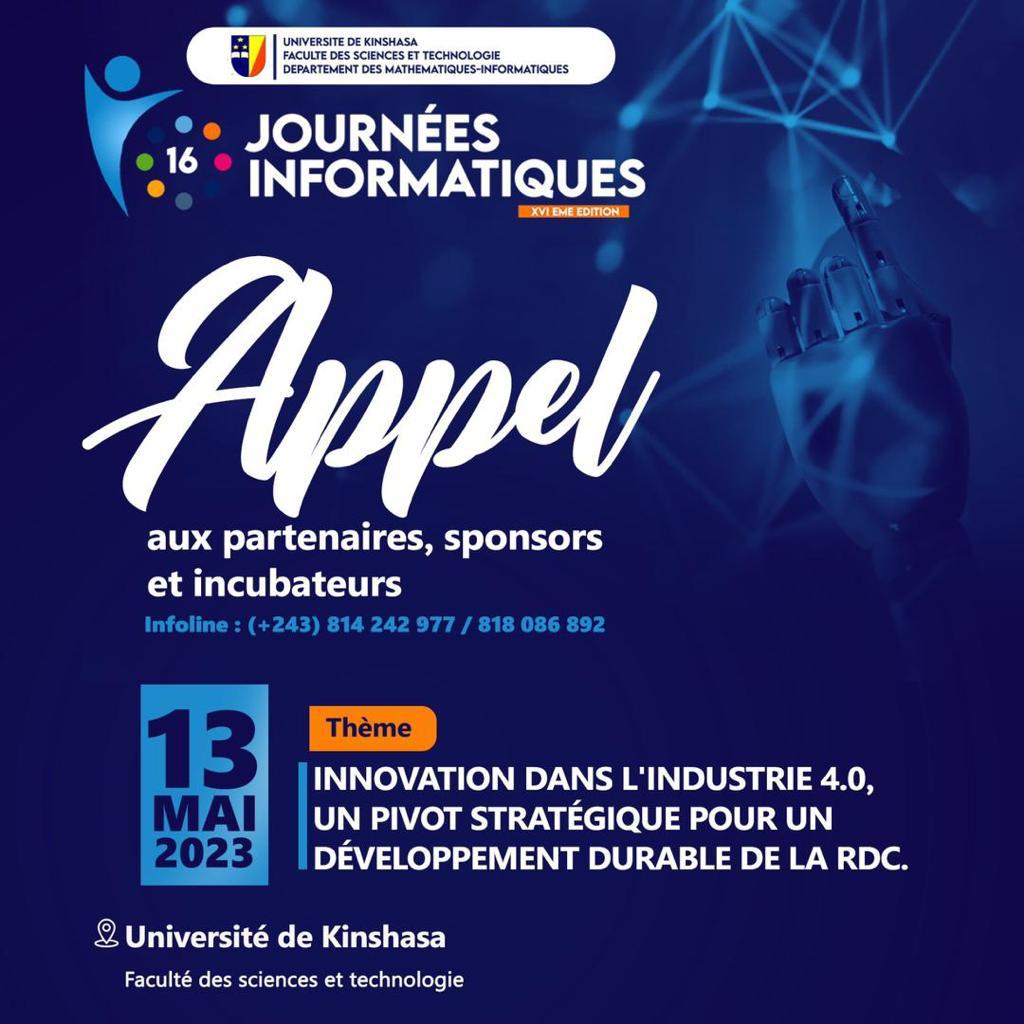 UNIVERSITE DE KINSHASA
FACULTE DES SCIENCES ET TECHNOLOGIE
DEPARTEMENT DES MATHEMATIQUES-INFORMATIQUES
16
JOURNÉES
INFORMATIQUES
XVI EME EDITION
Appel
aux partenaires, sponsors
et incubateurs
Infoline : (+243) 814 242 977 / 818 086 892
13
MAI
2023
Thème
INNOVATION DANS L'INDUSTRIE 4.0,
UN PIVOT STRATÉGIQUE POUR UN
DÉVELOPPEMENT DURABLE DE LA RDC.
Université de Kinshasa
Faculté des sciences et technologie